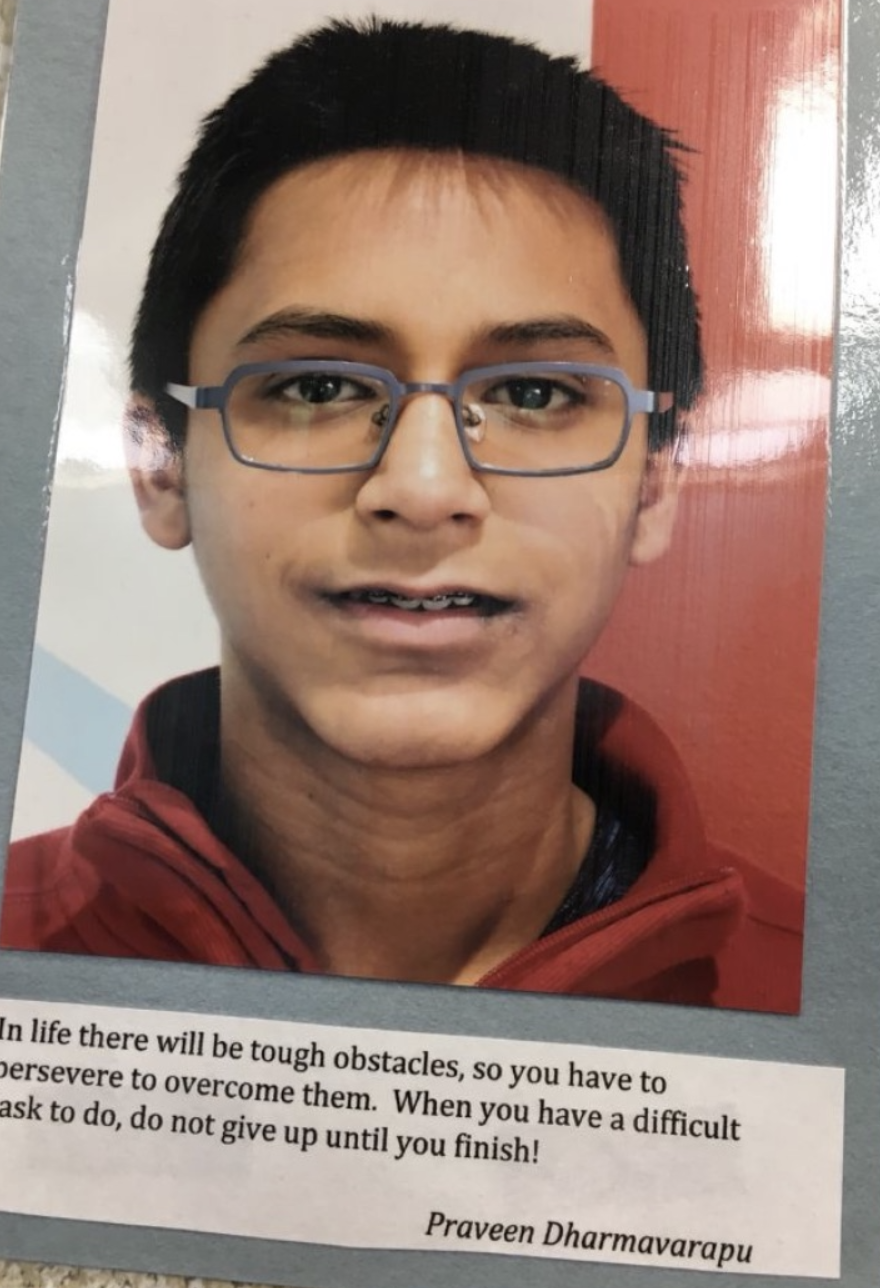 In life there will be tough obstacles, so you have to
persevere to overcome them.  When you have a difficult
ask to do, do not give up until you finish!
Praveen Dharmavarapu